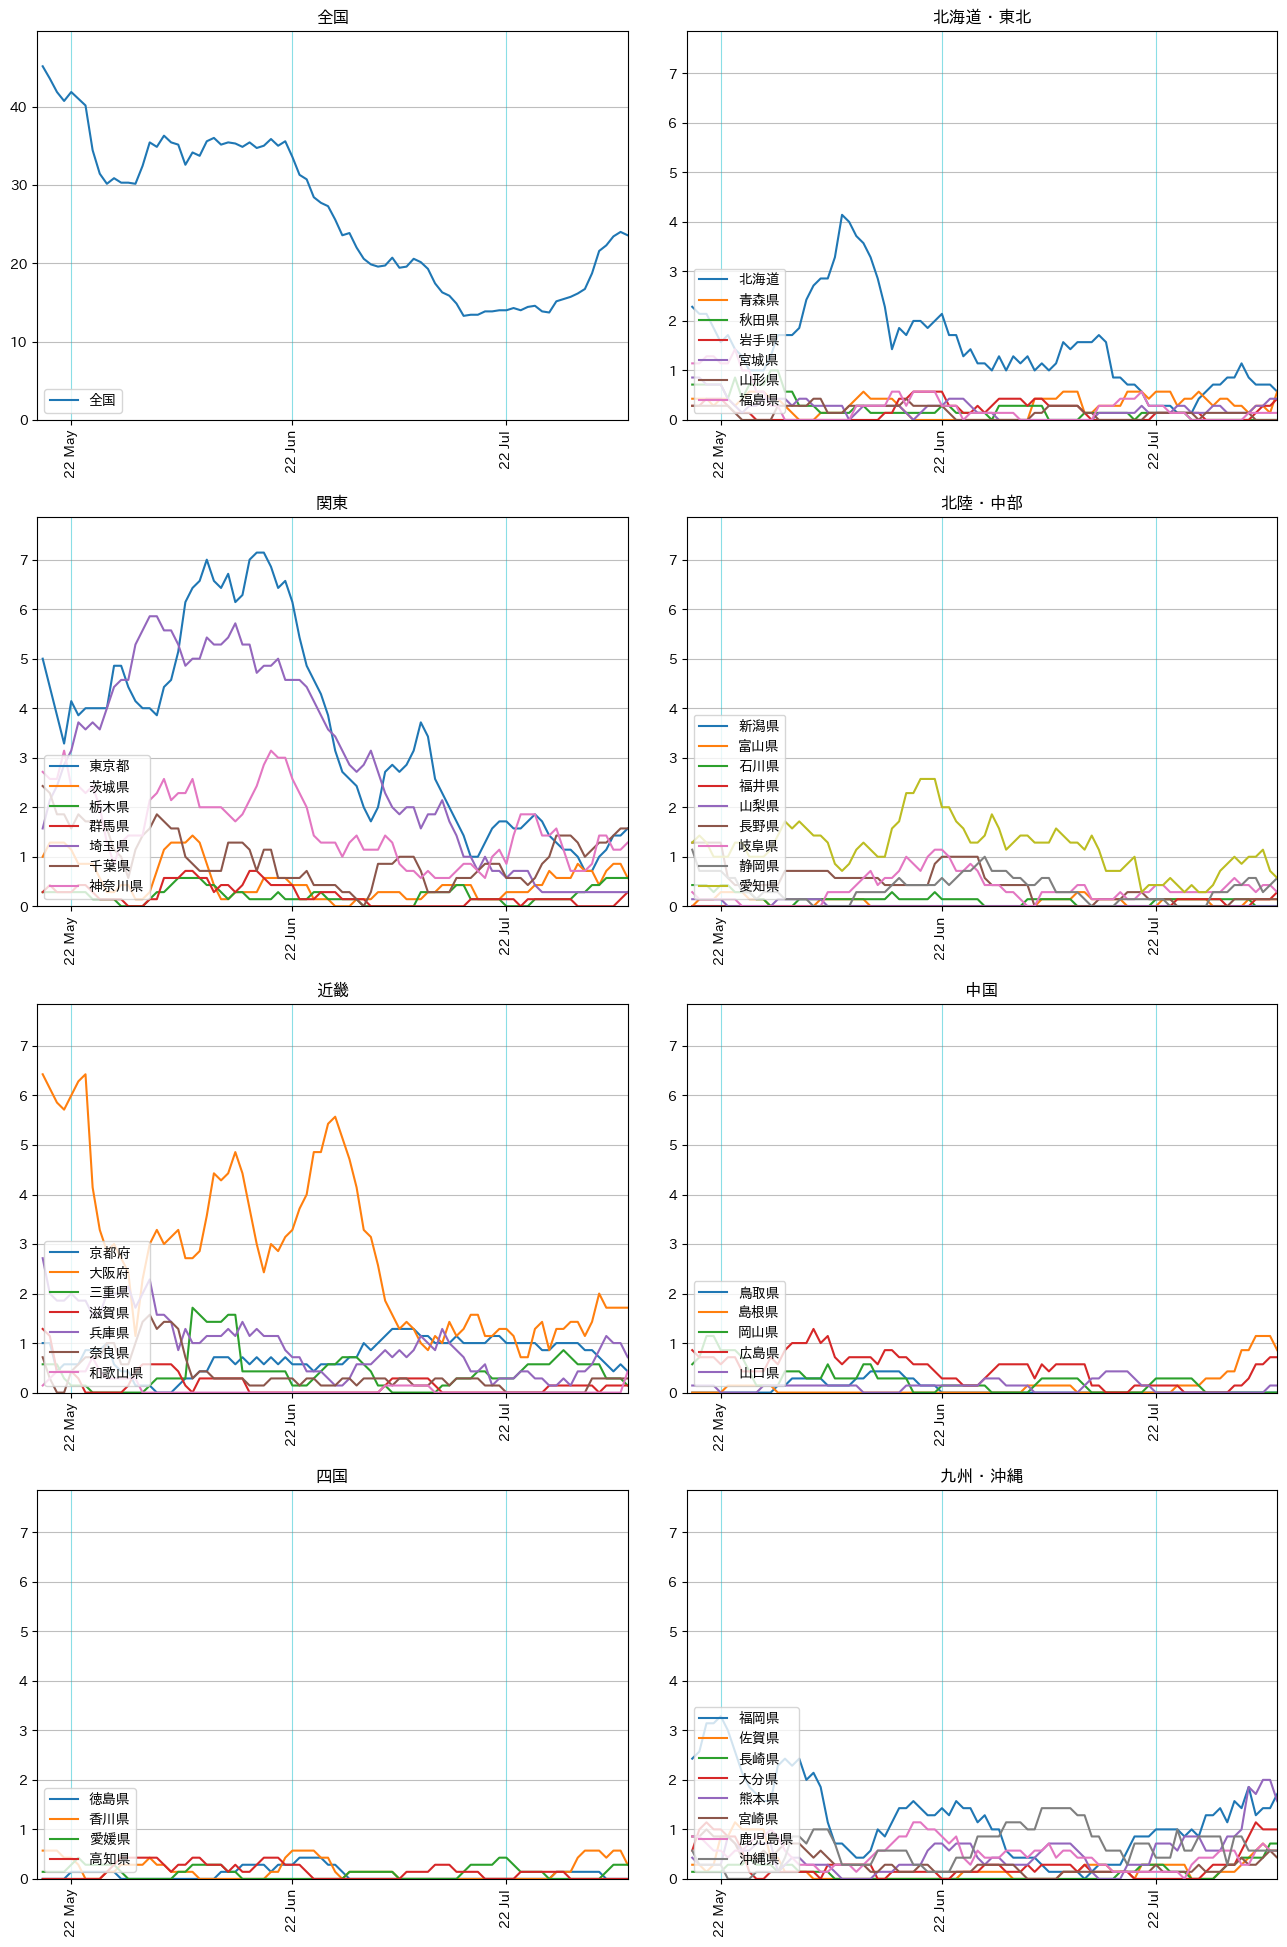 全国
40
30
20
10
0
全国
22 May
22 Jun
22 Jul
北海道・東北
7
6
5
4
3
2
1
0
北海道
青森県
秋田県
岩手県
宮城県
山形県
福島県
22 May
22 Jun
22 Jul
関東
7
6
5
4
3
2
1
0
東京都
茨城県
栃木県
群馬県
埼玉県
千葉県
神奈川県
22 May
22 Jun
22 Jul
北陸・中部
7
6
5
4
3
2
1
0
新潟県
富山県
石川県
福井県
山梨県
長野県
岐阜県
静岡県
愛知県
22 May
22 Jun
22 Jul
近畿
7
6
5
4
3
2
1
0
京都府
大阪府
三重県
滋賀県
兵庫県
奈良県
和歌山県
22 May
22 Jun
22 Jul
中国
7
6
5
4
3
2
1
0
鳥取県
島根県
岡山県
広島県
山口県
22 May
22 Jun
22 Jul
四国
7
6
5
4
3
2
1
0
徳島県
香川県
愛媛県
高知県
22 May
22 Jun
22 Jul
九州・沖縄
7
6
5
4
3
2
1
0
福岡県
佐賀県
長崎県
大分県
熊本県
宮崎県
鹿児島県
沖縄県
22 May
22 Jun
22 Jul